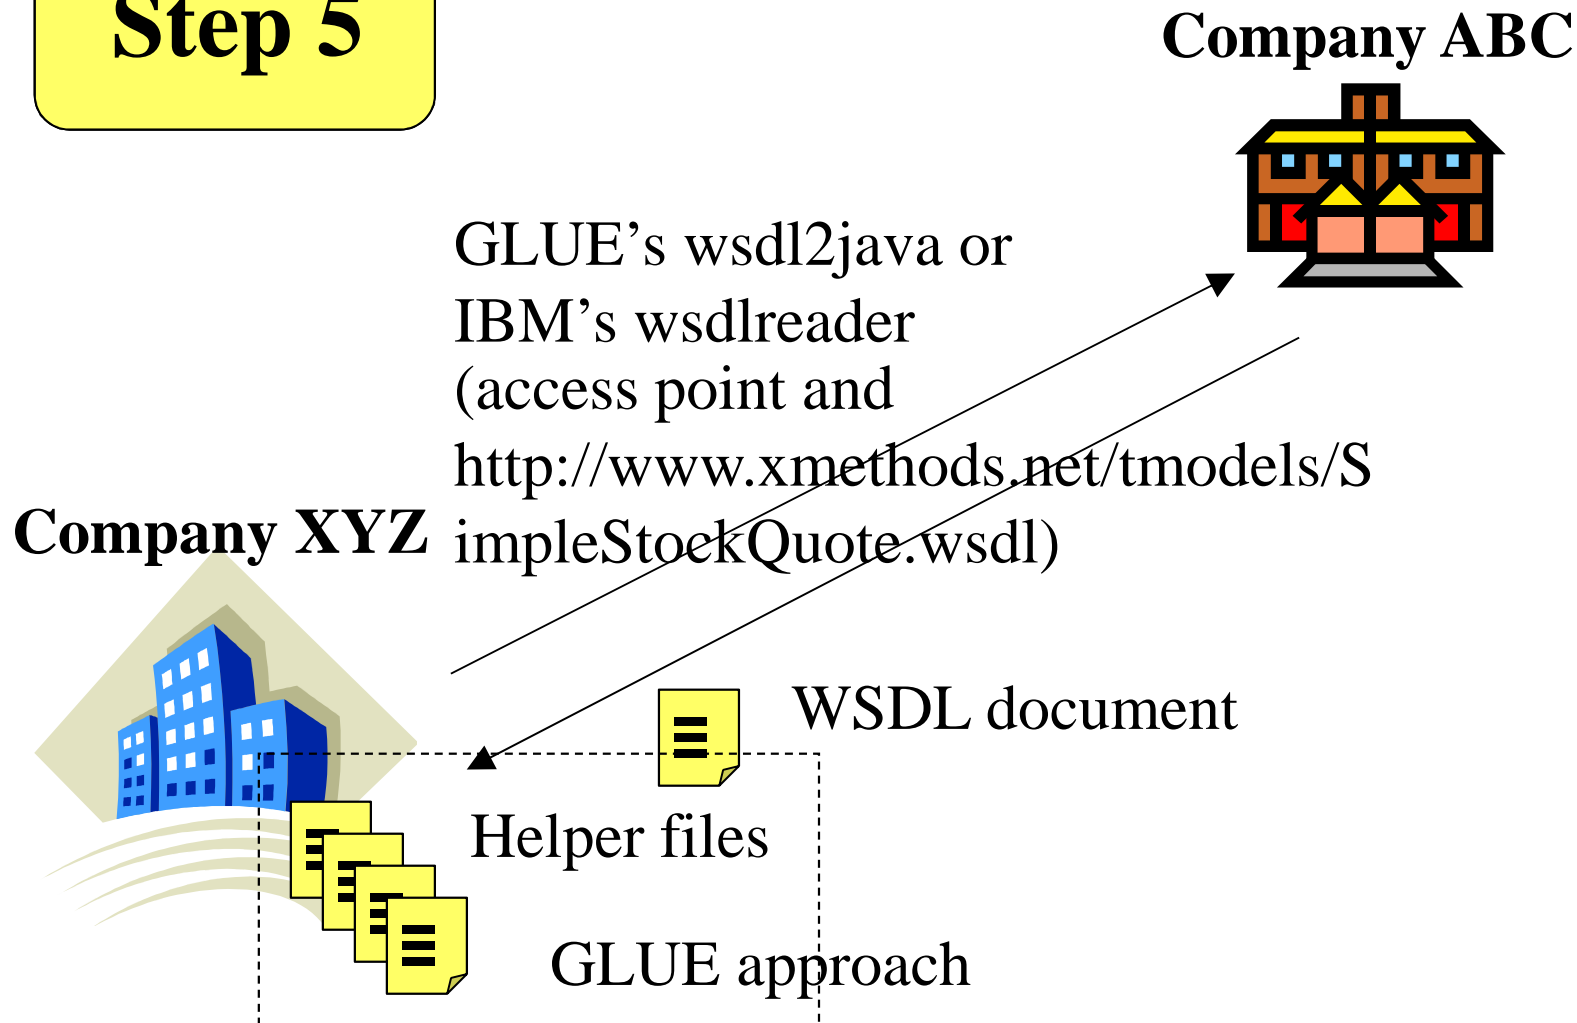 Step 5
Company ABC
GLUE’s wsdl2java or
IBM’s wsdlreader
(access point and
http://www.xmethods.net/tmodels/S
impleStockQuote.wsdl)
Company XYZ
WSDL document
Helper files
GLUE approach